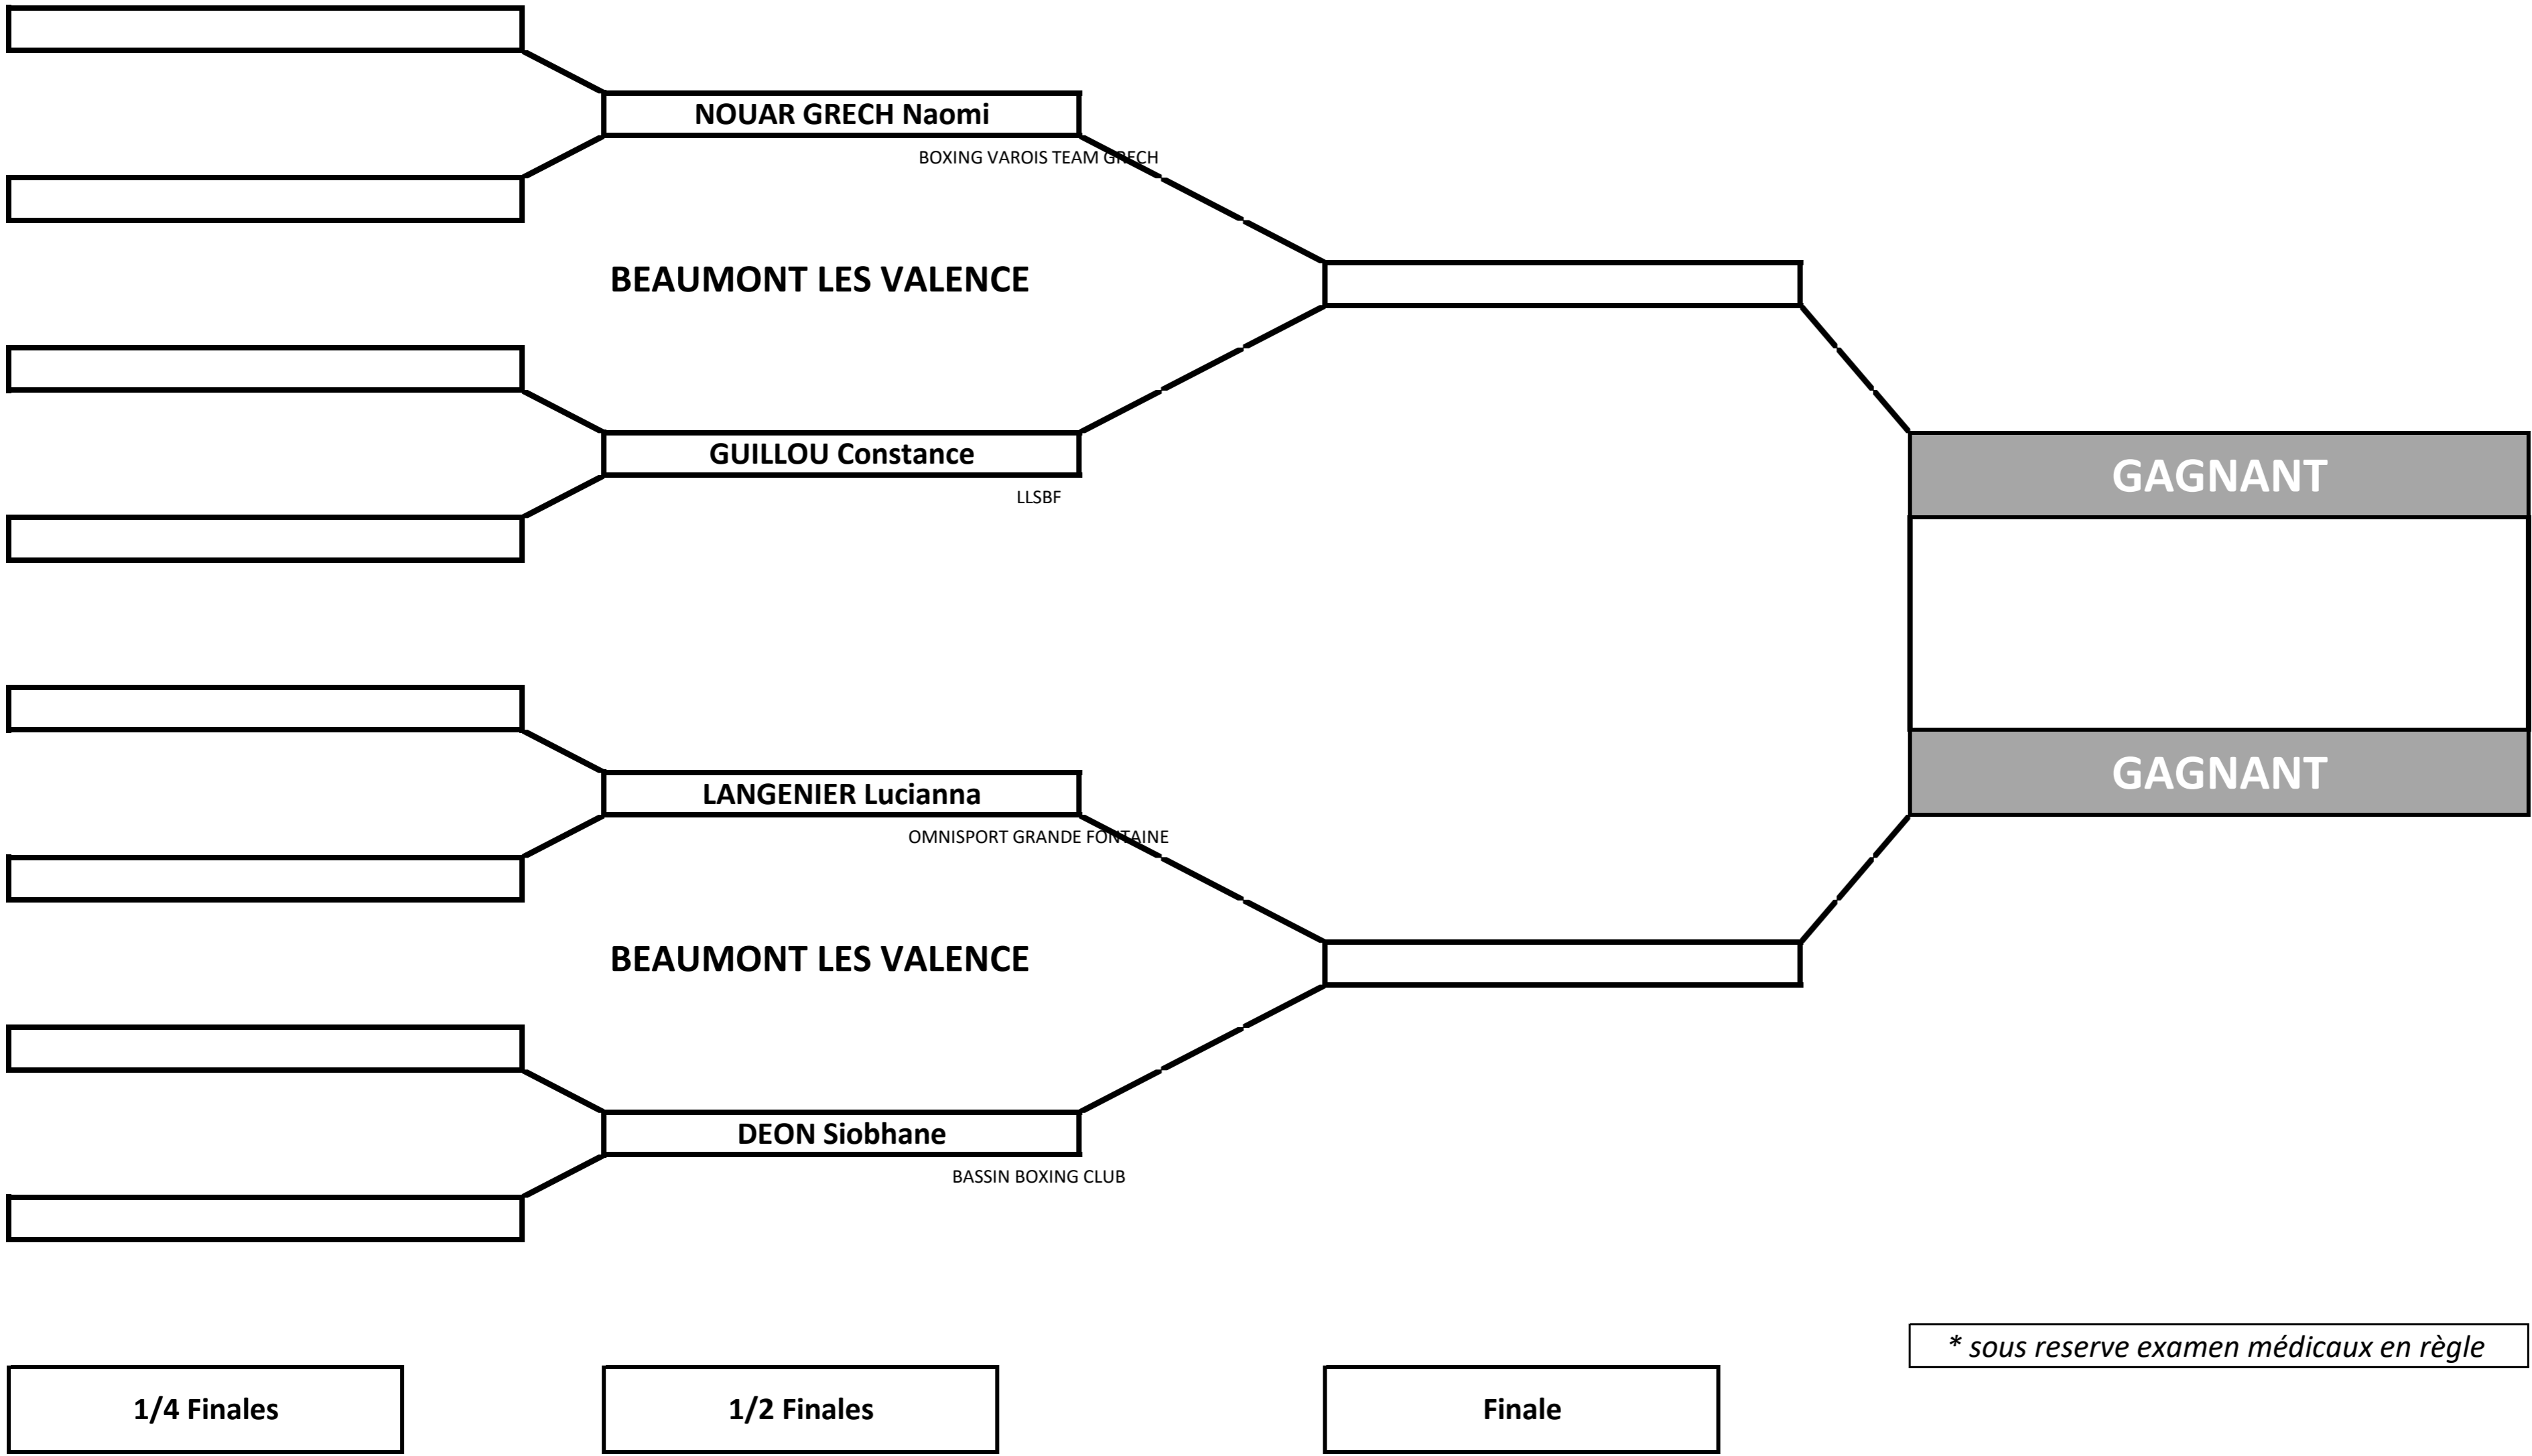 NOUAR GRECH Naomi
BOXING VAROIS TEAM GRECH
BEAUMONT LES VALENCE
GUILLOU Constance
LLSBF
GAGNANT
LANGENIER Lucianna
OMNISPORT GRANDE FONTAINE
GAGNANT
BEAUMONT LES VALENCE
DEON Siobhane
BASSIN BOXING CLUB
* sous reserve examen médicaux en règle
1/4 Finales
1/2 Finales
Finale